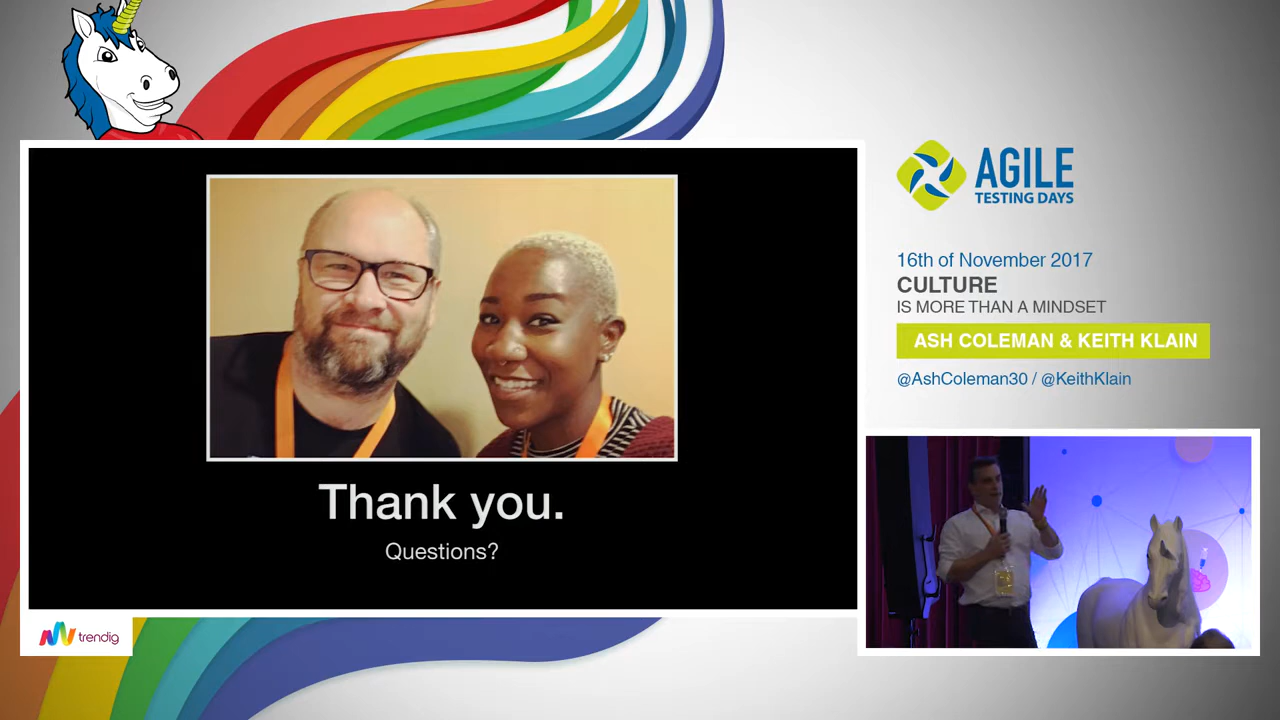 Thank you.
Questions?
trendig
AGILE
TESTING DAYS
16th of November 2017
CULTURE
IS MORE THAN A MINDSET
ASH COLEMAN & KEITH KLAIN
@AshColeman30 / @KeithKlain